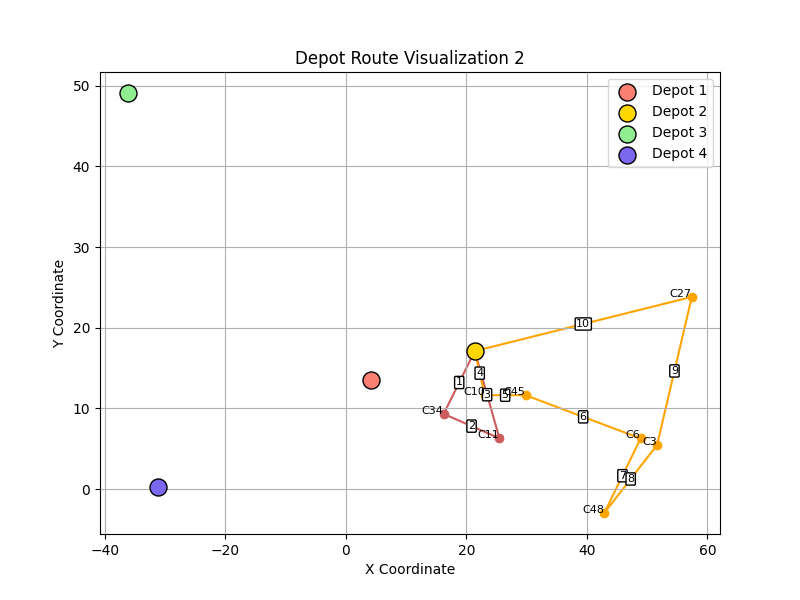 Depot Route Visualization 2
Depot 1
Depot 2
Depot 3
Depot 4
Y Coordinate
50
40
30
20
10
0
C27
10
9
4
1
C10
3
5
C45
C34
2
C11
6
C6
C3
7
8
C48
−40
−20
0
20
40
60
X Coordinate